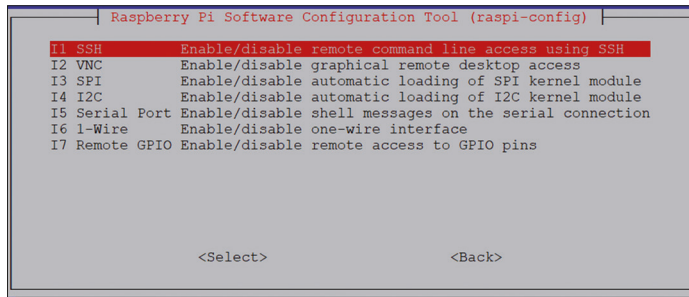 Raspberry Pi Software Configuration Tool (raspi-config)
I1 SSH Enable/disable remote command line access using SSH
I2 VNC Enable/disable graphical remote desktop access
I3 SPI Enable/disable automatic loading of SPI kernel module
I4 I2C Enable/disable automatic loading of I2C kernel module
I5 Serial Port Enable/disable shell messages on the serial connection
I6 1-Wire Enable/disable one-wire interface
I7 Remote GPIO Enable/disable remote access to GPIO pins
<Select> <Back>